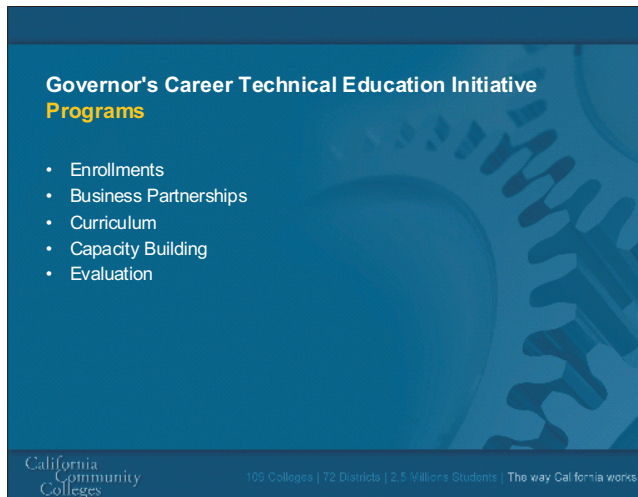 Governor's Career Technical Education Initiative
Programs
• Enrollments
• Business Partnerships
• Curriculum
• Capacity Building
• Evaluation
California
Community
Colleges
109 Colleges | 72 Districts | 2.5 Millions Students | The way California works